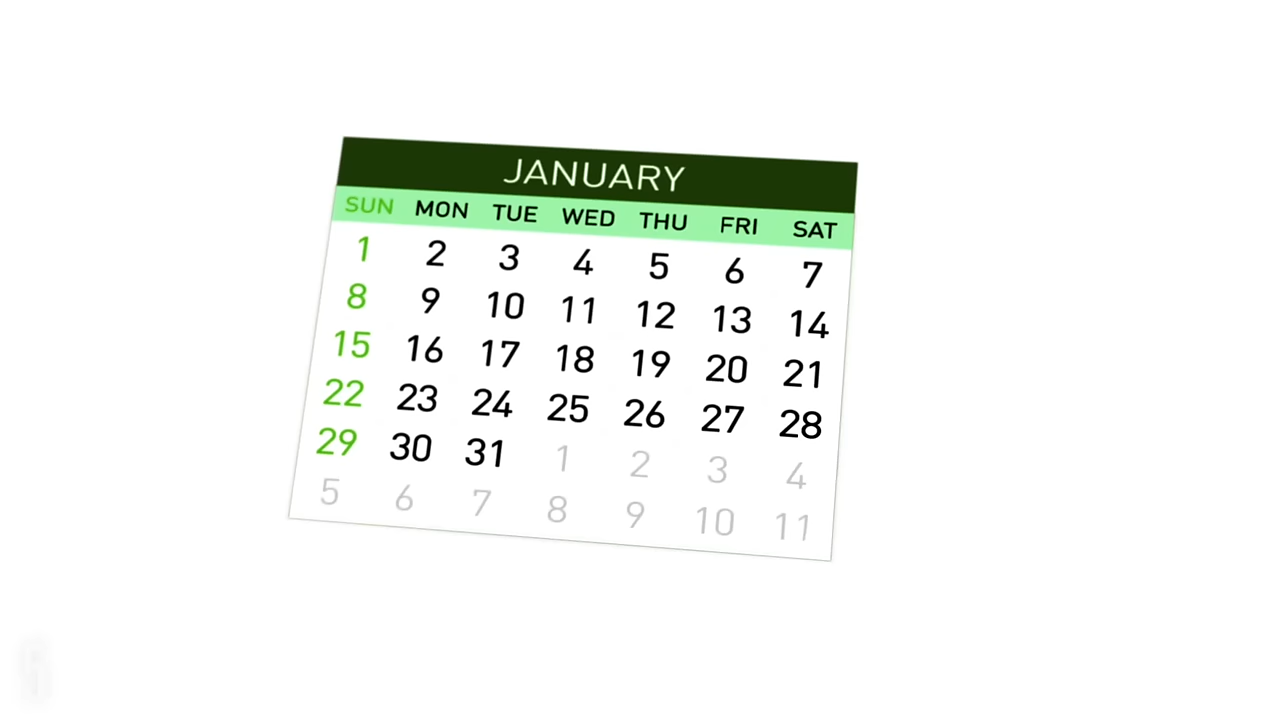 JANUARY
SUN MON TUE WED THU FRI SAT
1 2 3 4 5 6 7
8 9 10 11 12 13 14
15 16 17 18 19 20 21
22 23 24 25 26 27 28
29 30 31 1 2 3 4
5 6 7 8 9 10 11